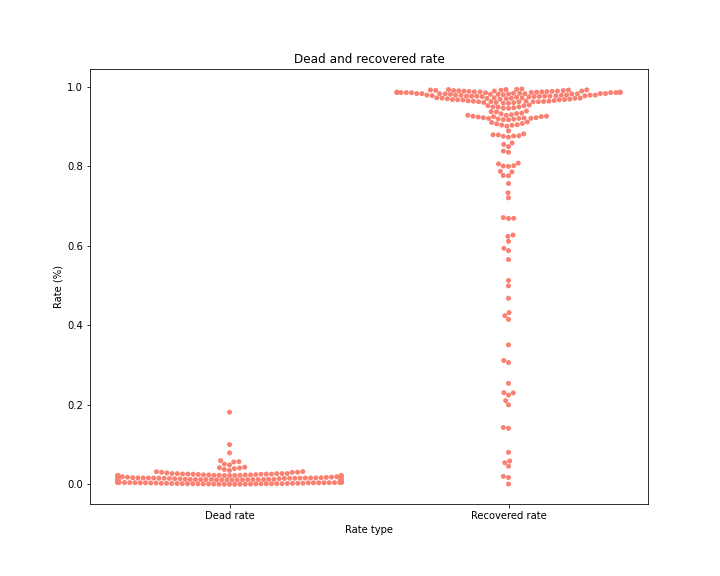 Dead and recovered rate
1.0
0.8
0.6
0.4
0.2
0.0
Rate (%)
Dead rate
Recovered rate
Rate type